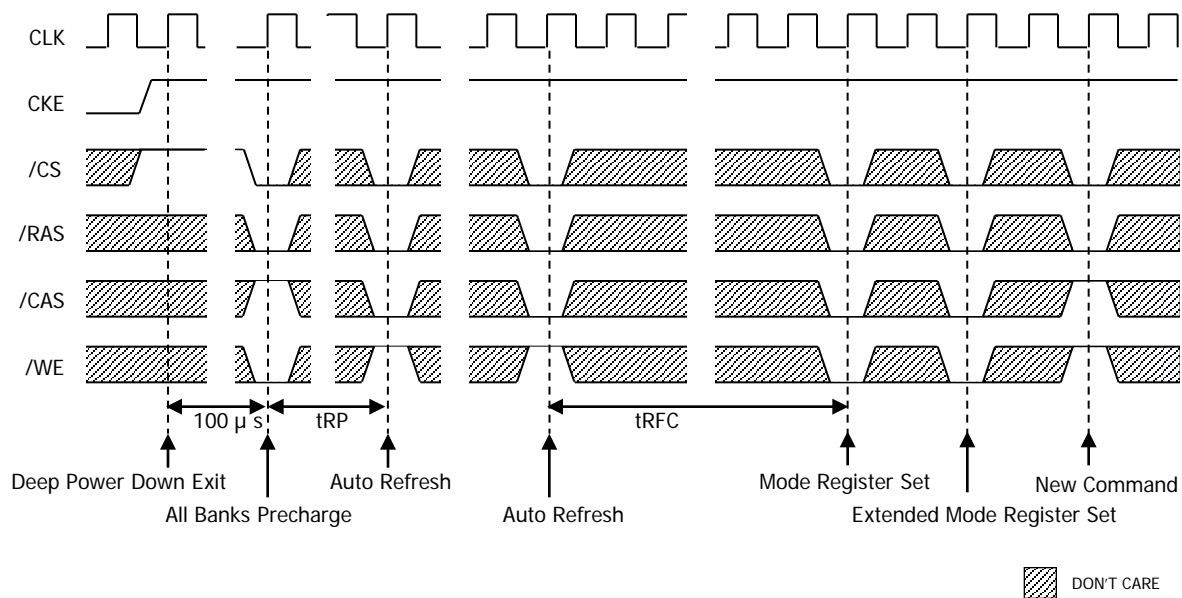 CLK
CKE
/CS
/RAS
/CAS
/WE
100 µ s
tRP
tRFC
Deep Power Down Exit
Auto Refresh
Mode Register Set
New Command
All Banks Precharge
Auto Refresh
Extended Mode Register Set
DON'T CARE